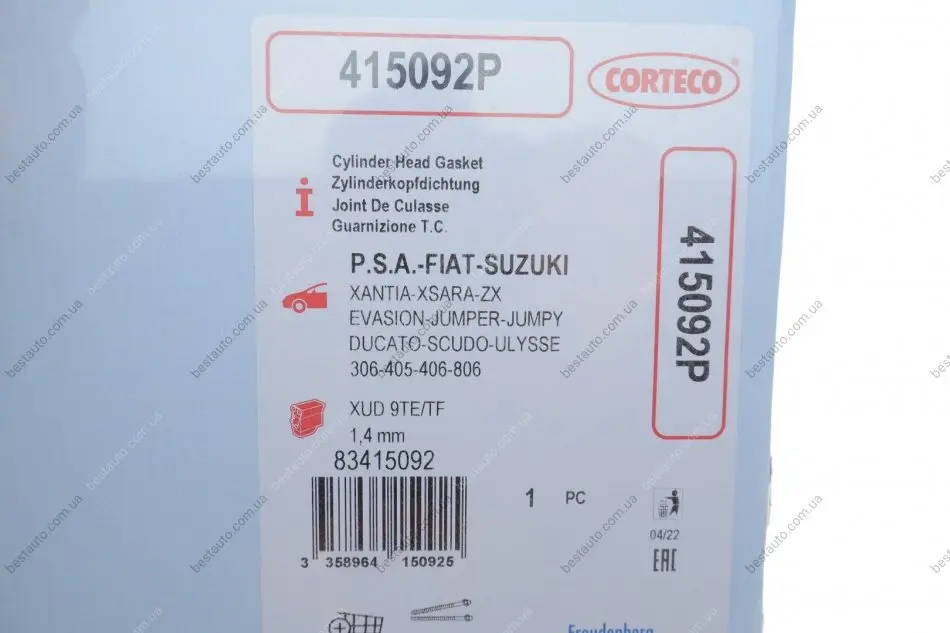 415092P
CORTECO®
Cylinder Head Gasket
Zylinderkopfdichtung
Joint De Culasse
Guarnizione T.C.
P.S.A.-FIAT-SUZUKI
XANTIA-XSARA-ZX
EVASION-JUMPER-JUMPY
DUCATO-SCUDO-ULYSSE
306-405-406-806
415092P
XUD 9TE/TF
1,4 mm
83415092
1 PC
04/22
EAC
3 358964 150925
Freudenberg
bestauto.com.ua